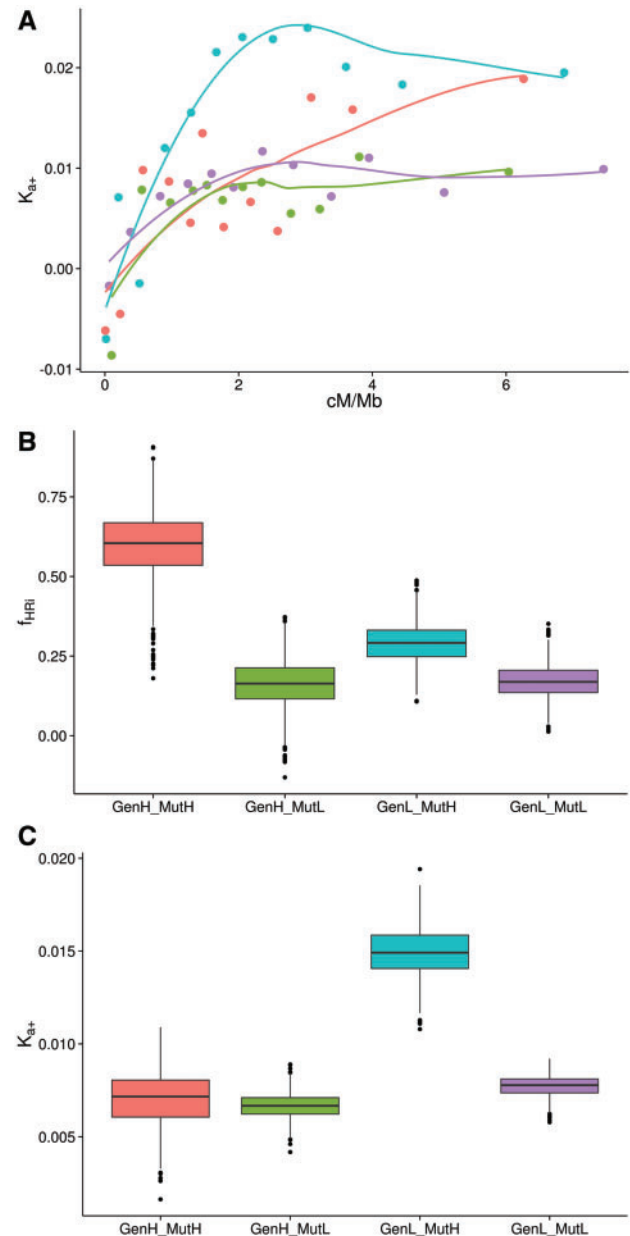 A
0.02
0.01
0.00
-0.01
Ka+
0 2 4 6
cM/Mb
B
0.75
0.50
0.25
0.00
fHRi
GenH_MutH GenH_MutL GenL_MutH GenL_MutL
C
0.020
0.015
0.010
0.005
Ka+
GenH_MutH GenH_MutL GenL_MutH GenL_MutL